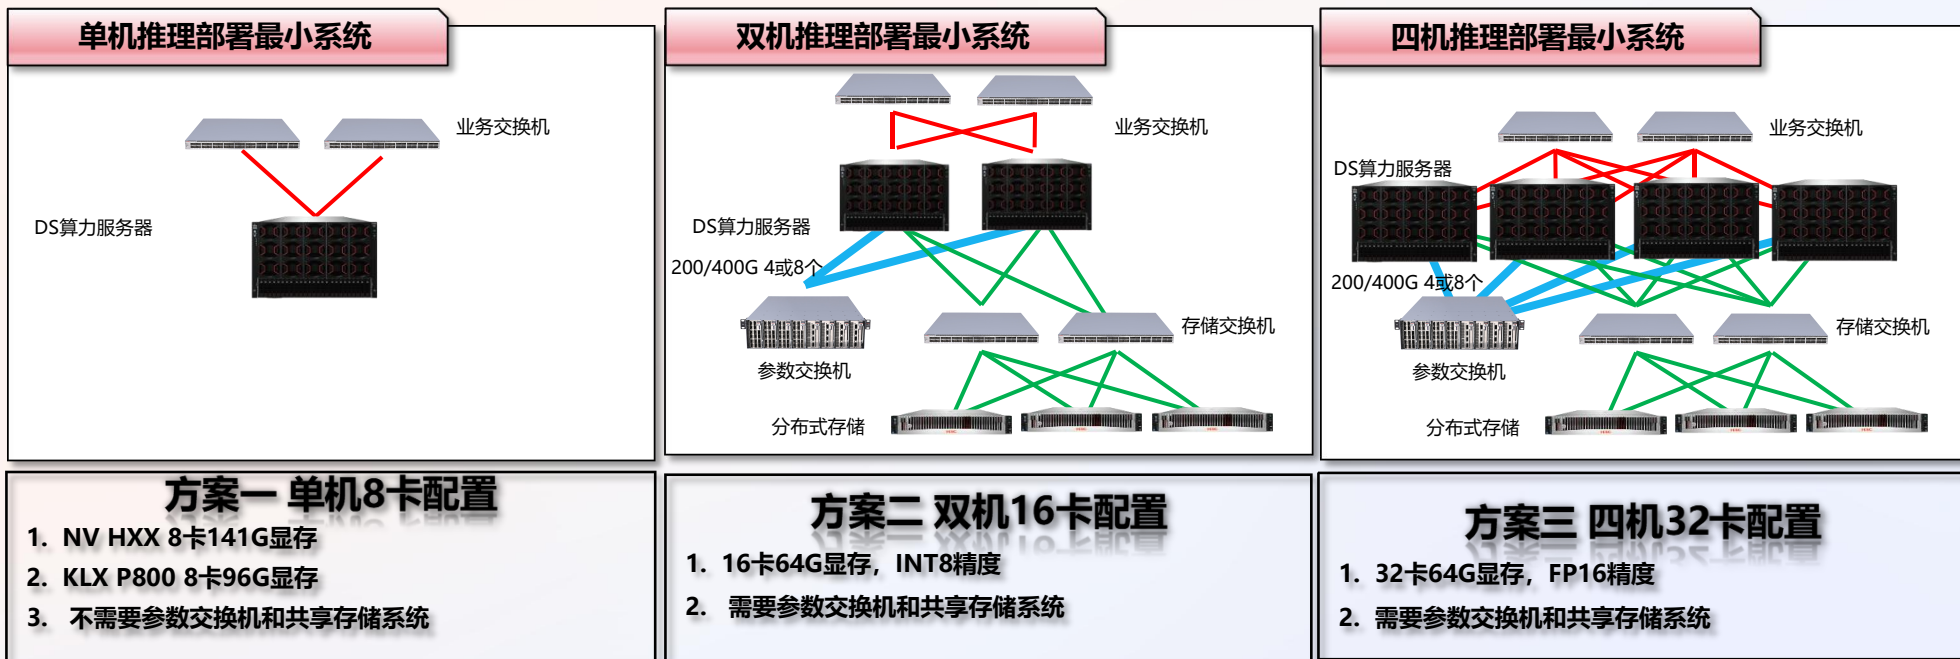 单机推理部署最小系统
业务交换机
DS算力服务器
方案一 单机8卡配置
1. NV HXX 8卡141G显存
2. KLX P800 8卡96G显存
3. 不需要参数交换机和共享存储系统
双机推理部署最小系统
业务交换机
DS算力服务器
200/400G 4或8个
存储交换机
参数交换机
分布式存储
方案二 双机16卡配置
1. 16卡64G显存，INT8精度
2. 需要参数交换机和共享存储系统
四机推理部署最小系统
业务交换机
DS算力服务器
200/400G 4或8个
存储交换机
参数交换机
分布式存储
方案三 四机32卡配置
1. 32卡64G显存，FP16精度
2. 需要参数交换机和共享存储系统